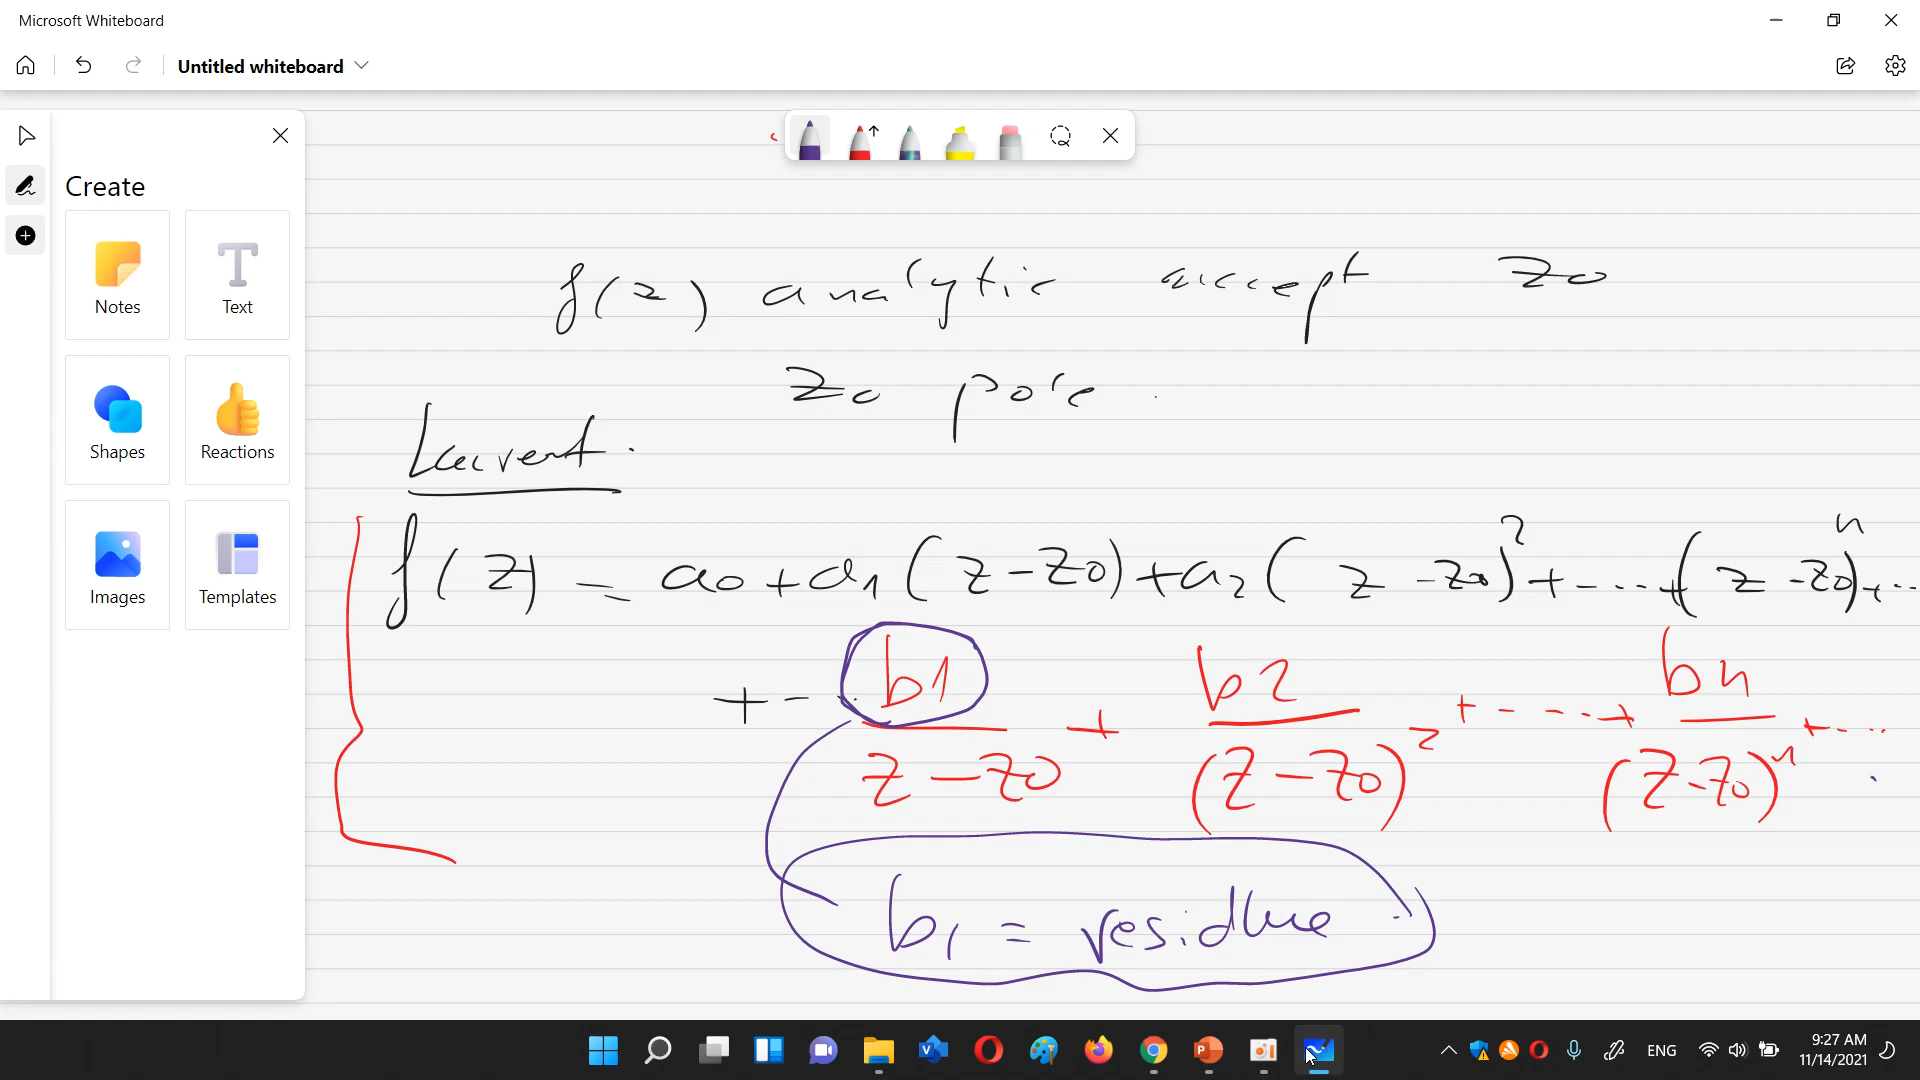 Microsoft Whiteboard
Untitled whiteboard
Create
Notes
Text
Shapes
Reactions
Images
Templates
f(z) analytic accept z0
z0 pole.
Laurent.
f(z) = a0 + a1 (z - z0) + a2 (z - z0)^2 + - ... + (z - z0)^n + ...
+ - ... b1/(z - z0) + b2/(z - z0)^2 + - ... + bn/(z - z0)^n + ...
b1 = residue
ENG
9:27 AM
11/14/2021